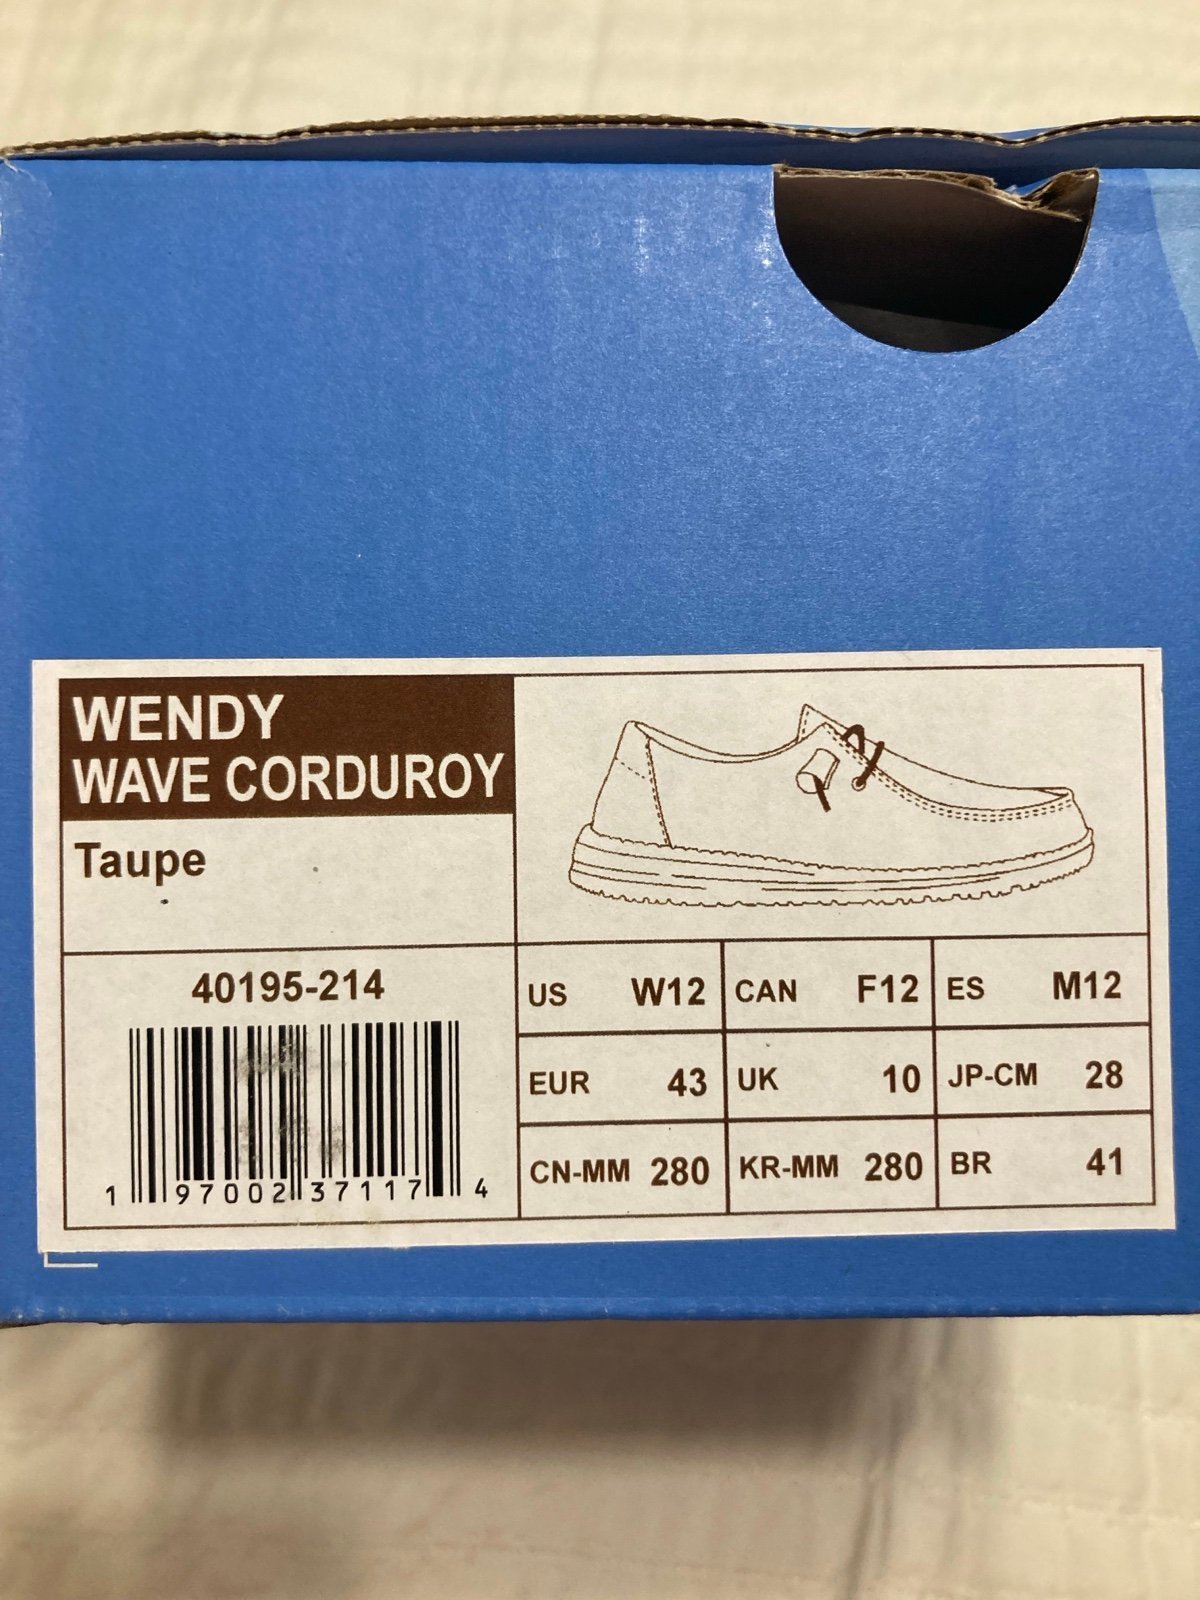 WENDY
WAVE CORDUROY
Taupe
40195-214
1 97002 37117 4
US W12 CAN F12 ES M12
EUR 43 UK 10 JP-CM 28
CN-MM 280 KR-MM 280 BR 41